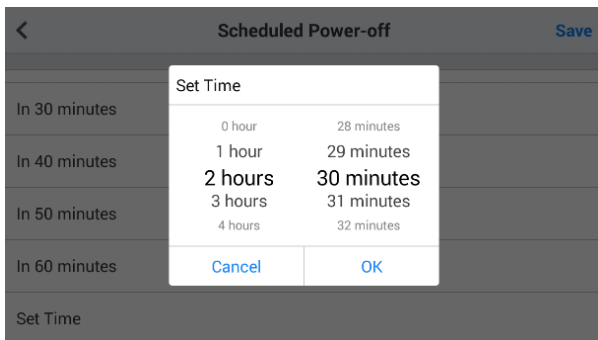 Scheduled Power-off
Save
Set Time
In 30 minutes
0 hour 28 minutes
1 hour 29 minutes
In 40 minutes
2 hours 30 minutes
3 hours 31 minutes
In 50 minutes
4 hours 32 minutes
In 60 minutes
Cancel OK
Set Time